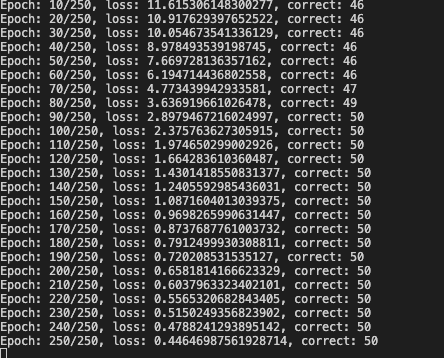 Epoch: 10/250, loss: 11.615306148300277, correct: 46
Epoch: 20/250, loss: 10.917629397652522, correct: 46
Epoch: 30/250, loss: 10.054673541336129, correct: 46
Epoch: 40/250, loss: 8.978493539198745, correct: 46
Epoch: 50/250, loss: 7.669728136357162, correct: 46
Epoch: 60/250, loss: 6.194714436802558, correct: 46
Epoch: 70/250, loss: 4.773439942933581, correct: 47
Epoch: 80/250, loss: 3.636919661026478, correct: 49
Epoch: 90/250, loss: 2.8979467216024997, correct: 50
Epoch: 100/250, loss: 2.375763627305915, correct: 50
Epoch: 110/250, loss: 1.974650299002926, correct: 50
Epoch: 120/250, loss: 1.664283610360487, correct: 50
Epoch: 130/250, loss: 1.4301418550831377, correct: 50
Epoch: 140/250, loss: 1.2405592985436031, correct: 50
Epoch: 150/250, loss: 1.0871604013039375, correct: 50
Epoch: 160/250, loss: 0.9698265990631447, correct: 50
Epoch: 170/250, loss: 0.8737687761003732, correct: 50
Epoch: 180/250, loss: 0.7912499930308811, correct: 50
Epoch: 190/250, loss: 0.720208531535127, correct: 50
Epoch: 200/250, loss: 0.6581814166623329, correct: 50
Epoch: 210/250, loss: 0.6037963323402101, correct: 50
Epoch: 220/250, loss: 0.5565320682843405, correct: 50
Epoch: 230/250, loss: 0.5150249356823902, correct: 50
Epoch: 240/250, loss: 0.4788241293895142, correct: 50
Epoch: 250/250, loss: 0.44646987561928714, correct: 50